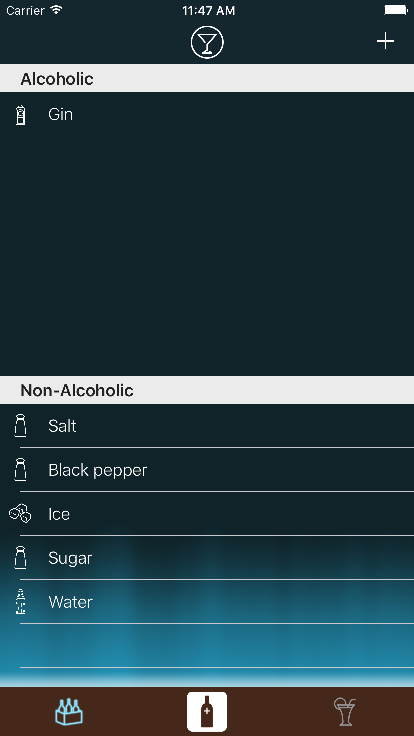 Carrier 11:47 AM
Alcoholic
Gin
Non-Alcoholic
Salt
Black pepper
Ice
Sugar
Water